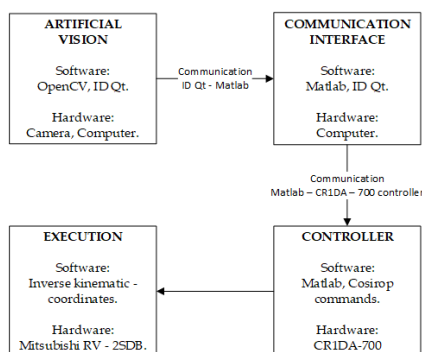 ARTIFICIAL
VISION
Software:
OpenCV, ID Qt.
Hardware:
Camera, Computer.
Communication
ID Qt - Matlab
COMMUNICATION
INTERFACE
Software:
Matlab, ID Qt.
Hardware:
Computer.
Communication
Matlab – CR1DA – 700 controller
EXECUTION
Software:
Inverse kinematic -
coordinates.
Hardware:
Mitsubishi RV - 2SDB.
CONTROLLER
Software:
Matlab, Cosirop
commands.
Hardware:
CR1DA-700